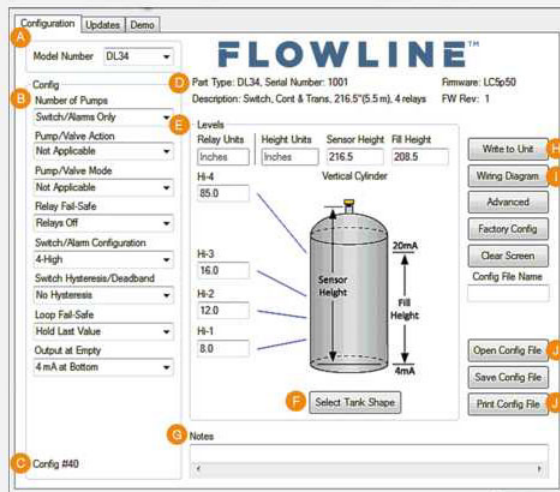 Configuration Updates Demo
A
Model Number DL34
FLOWLINE™
Config
B
Number of Pumps
Switch/Alarms Only
Pump/Valve Action
Not Applicable
Pump/Valve Mode
Not Applicable
Relay Fail-Safe
Relays Off
Switch/Alarm Configuration
4-High
Switch Hysteresis/Deadband
No Hysteresis
Loop Fail-Safe
Hold Last Value
Output at Empty
4 mA at Bottom
C Config #40
D Part Type: DL34, Serial Number: 1001 Firmware: LC5p50
Description: Switch, Cont & Trans, 216.5"(5.5 m), 4 relays FW Rev: 1
E Levels
Relay Units Height Units Sensor Height Fill Height
Inches Inches 216.5 208.5
Hi-4 Vertical Cylinder
85.0
Hi-3
16.0
Hi-2
12.0
Hi-1
8.0
20mA
Sensor
Height
Fill
Height
4mA
F Select Tank Shape
G Notes
Write to Unit H
Wiring Diagram I
Advanced
Factory Config
Clear Screen
Config File Name
Open Config File J
Save Config File
Print Config File J